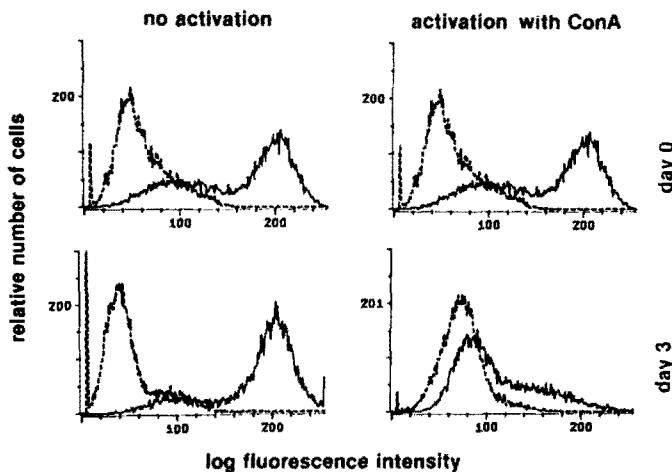 no activation
activation with ConA
relative number of cells
200
100
200
200
100
200
day 0
200
100
200
201
100
200
day 3
log fluorescence intensity